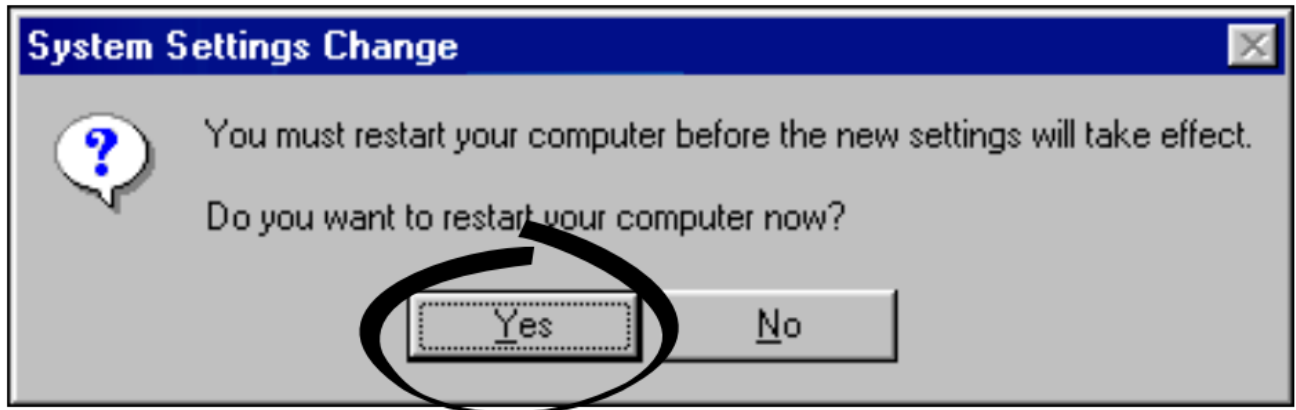 System Settings Change
You must restart your computer before the new settings will take effect.
Do you want to restart your computer now?
Yes
No